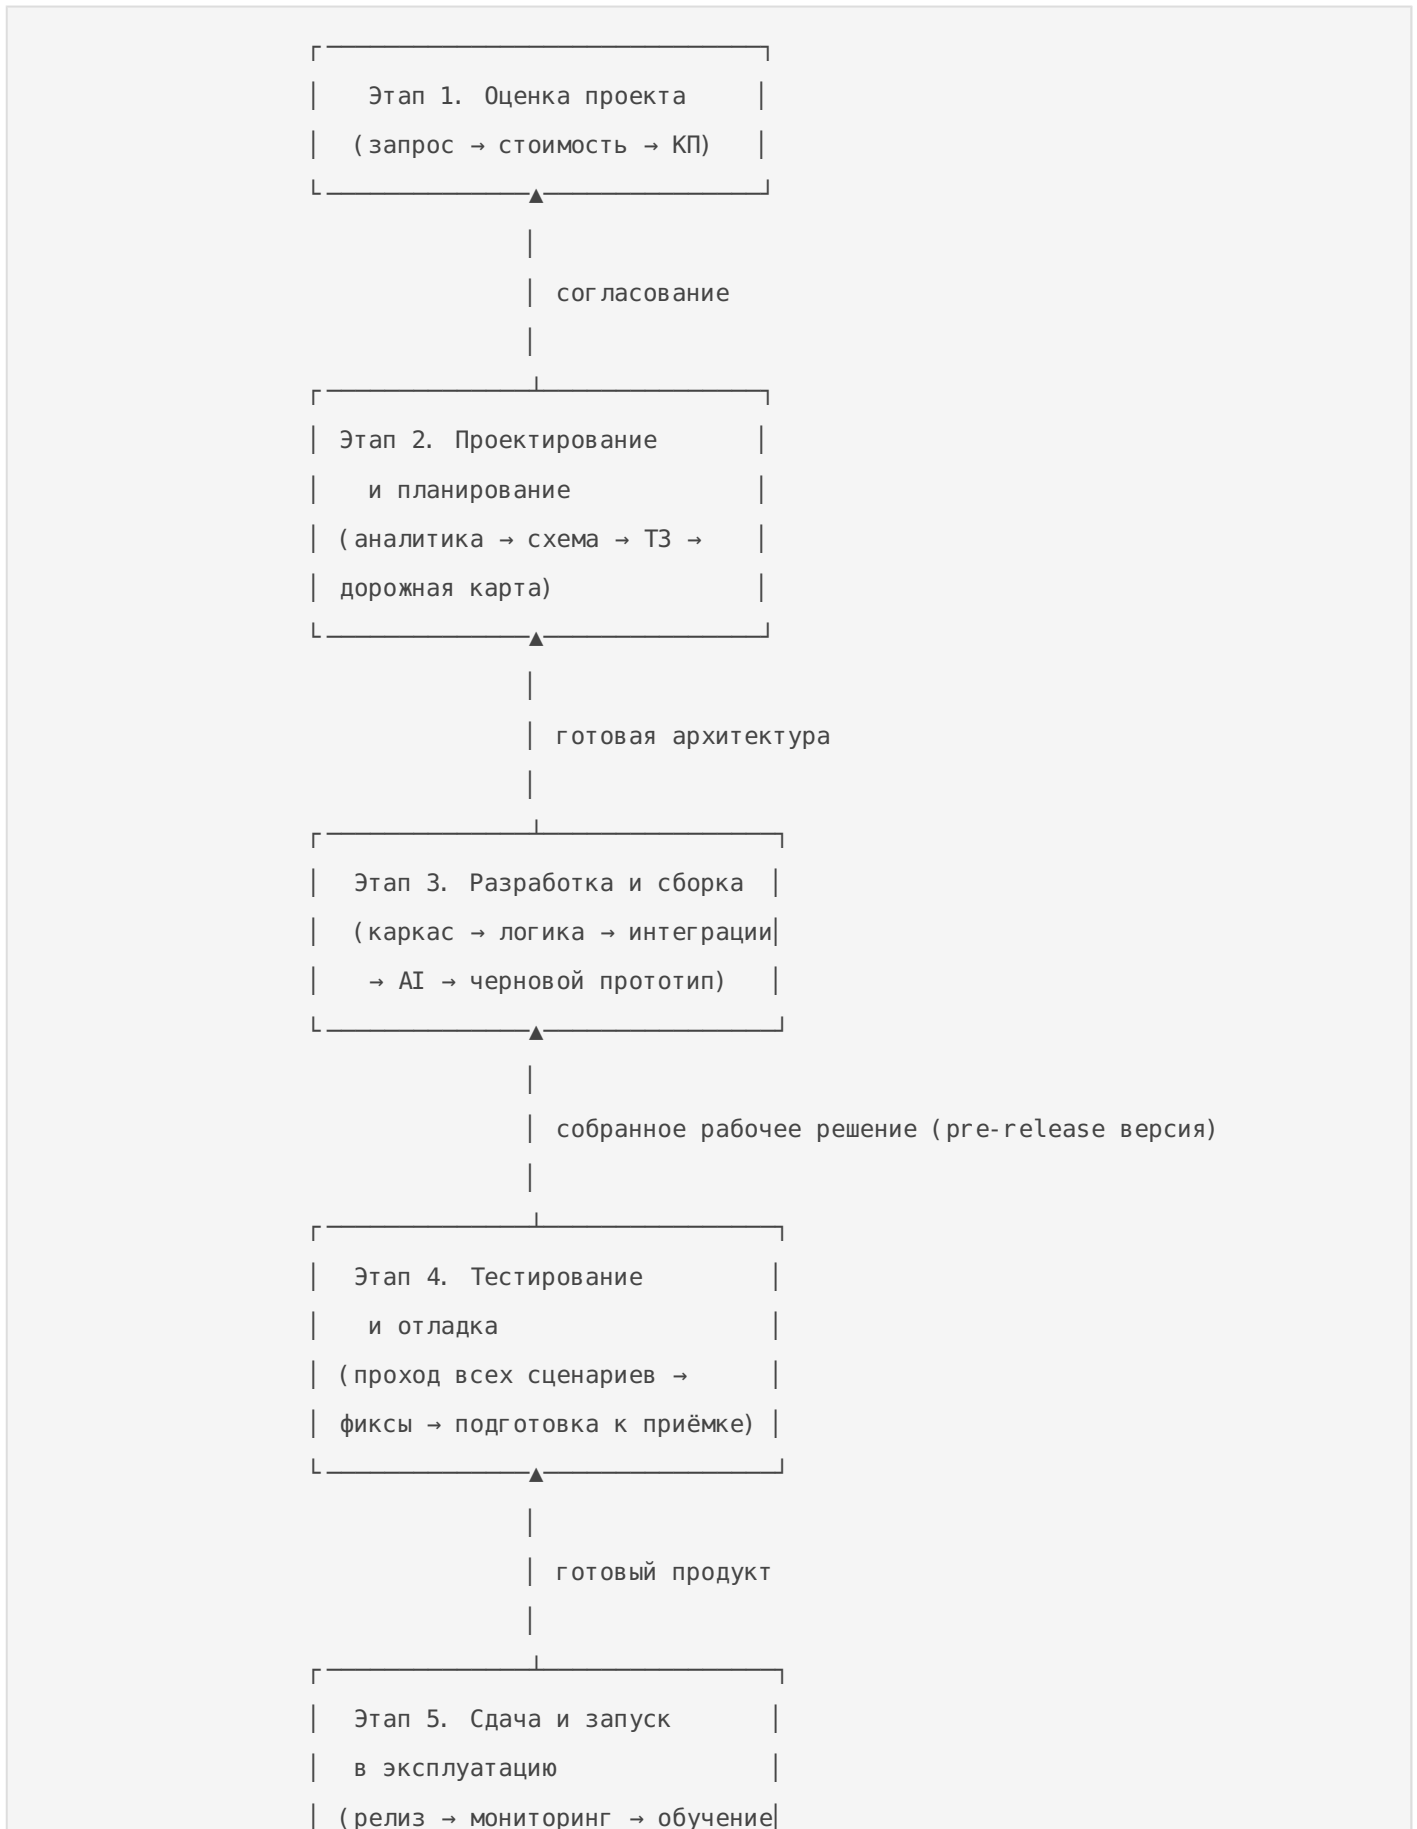 Этап 1. Оценка проекта
(запрос → стоимость → КП)
согласование
Этап 2. Проектирование
и планирование
(аналитика → схема → ТЗ →
дорожная карта)
готовая архитектура
Этап 3. Разработка и сборка
(каркас → логика → интеграции
→ AI → черновой прототип)
собранное рабочее решение (pre-release версия)
Этап 4. Тестирование
и отладка
(проход всех сценариев →
фиксы → подготовка к приёмке)
готовый продукт
Этап 5. Сдача и запуск
в эксплуатацию
(релиз → мониторинг → обучение